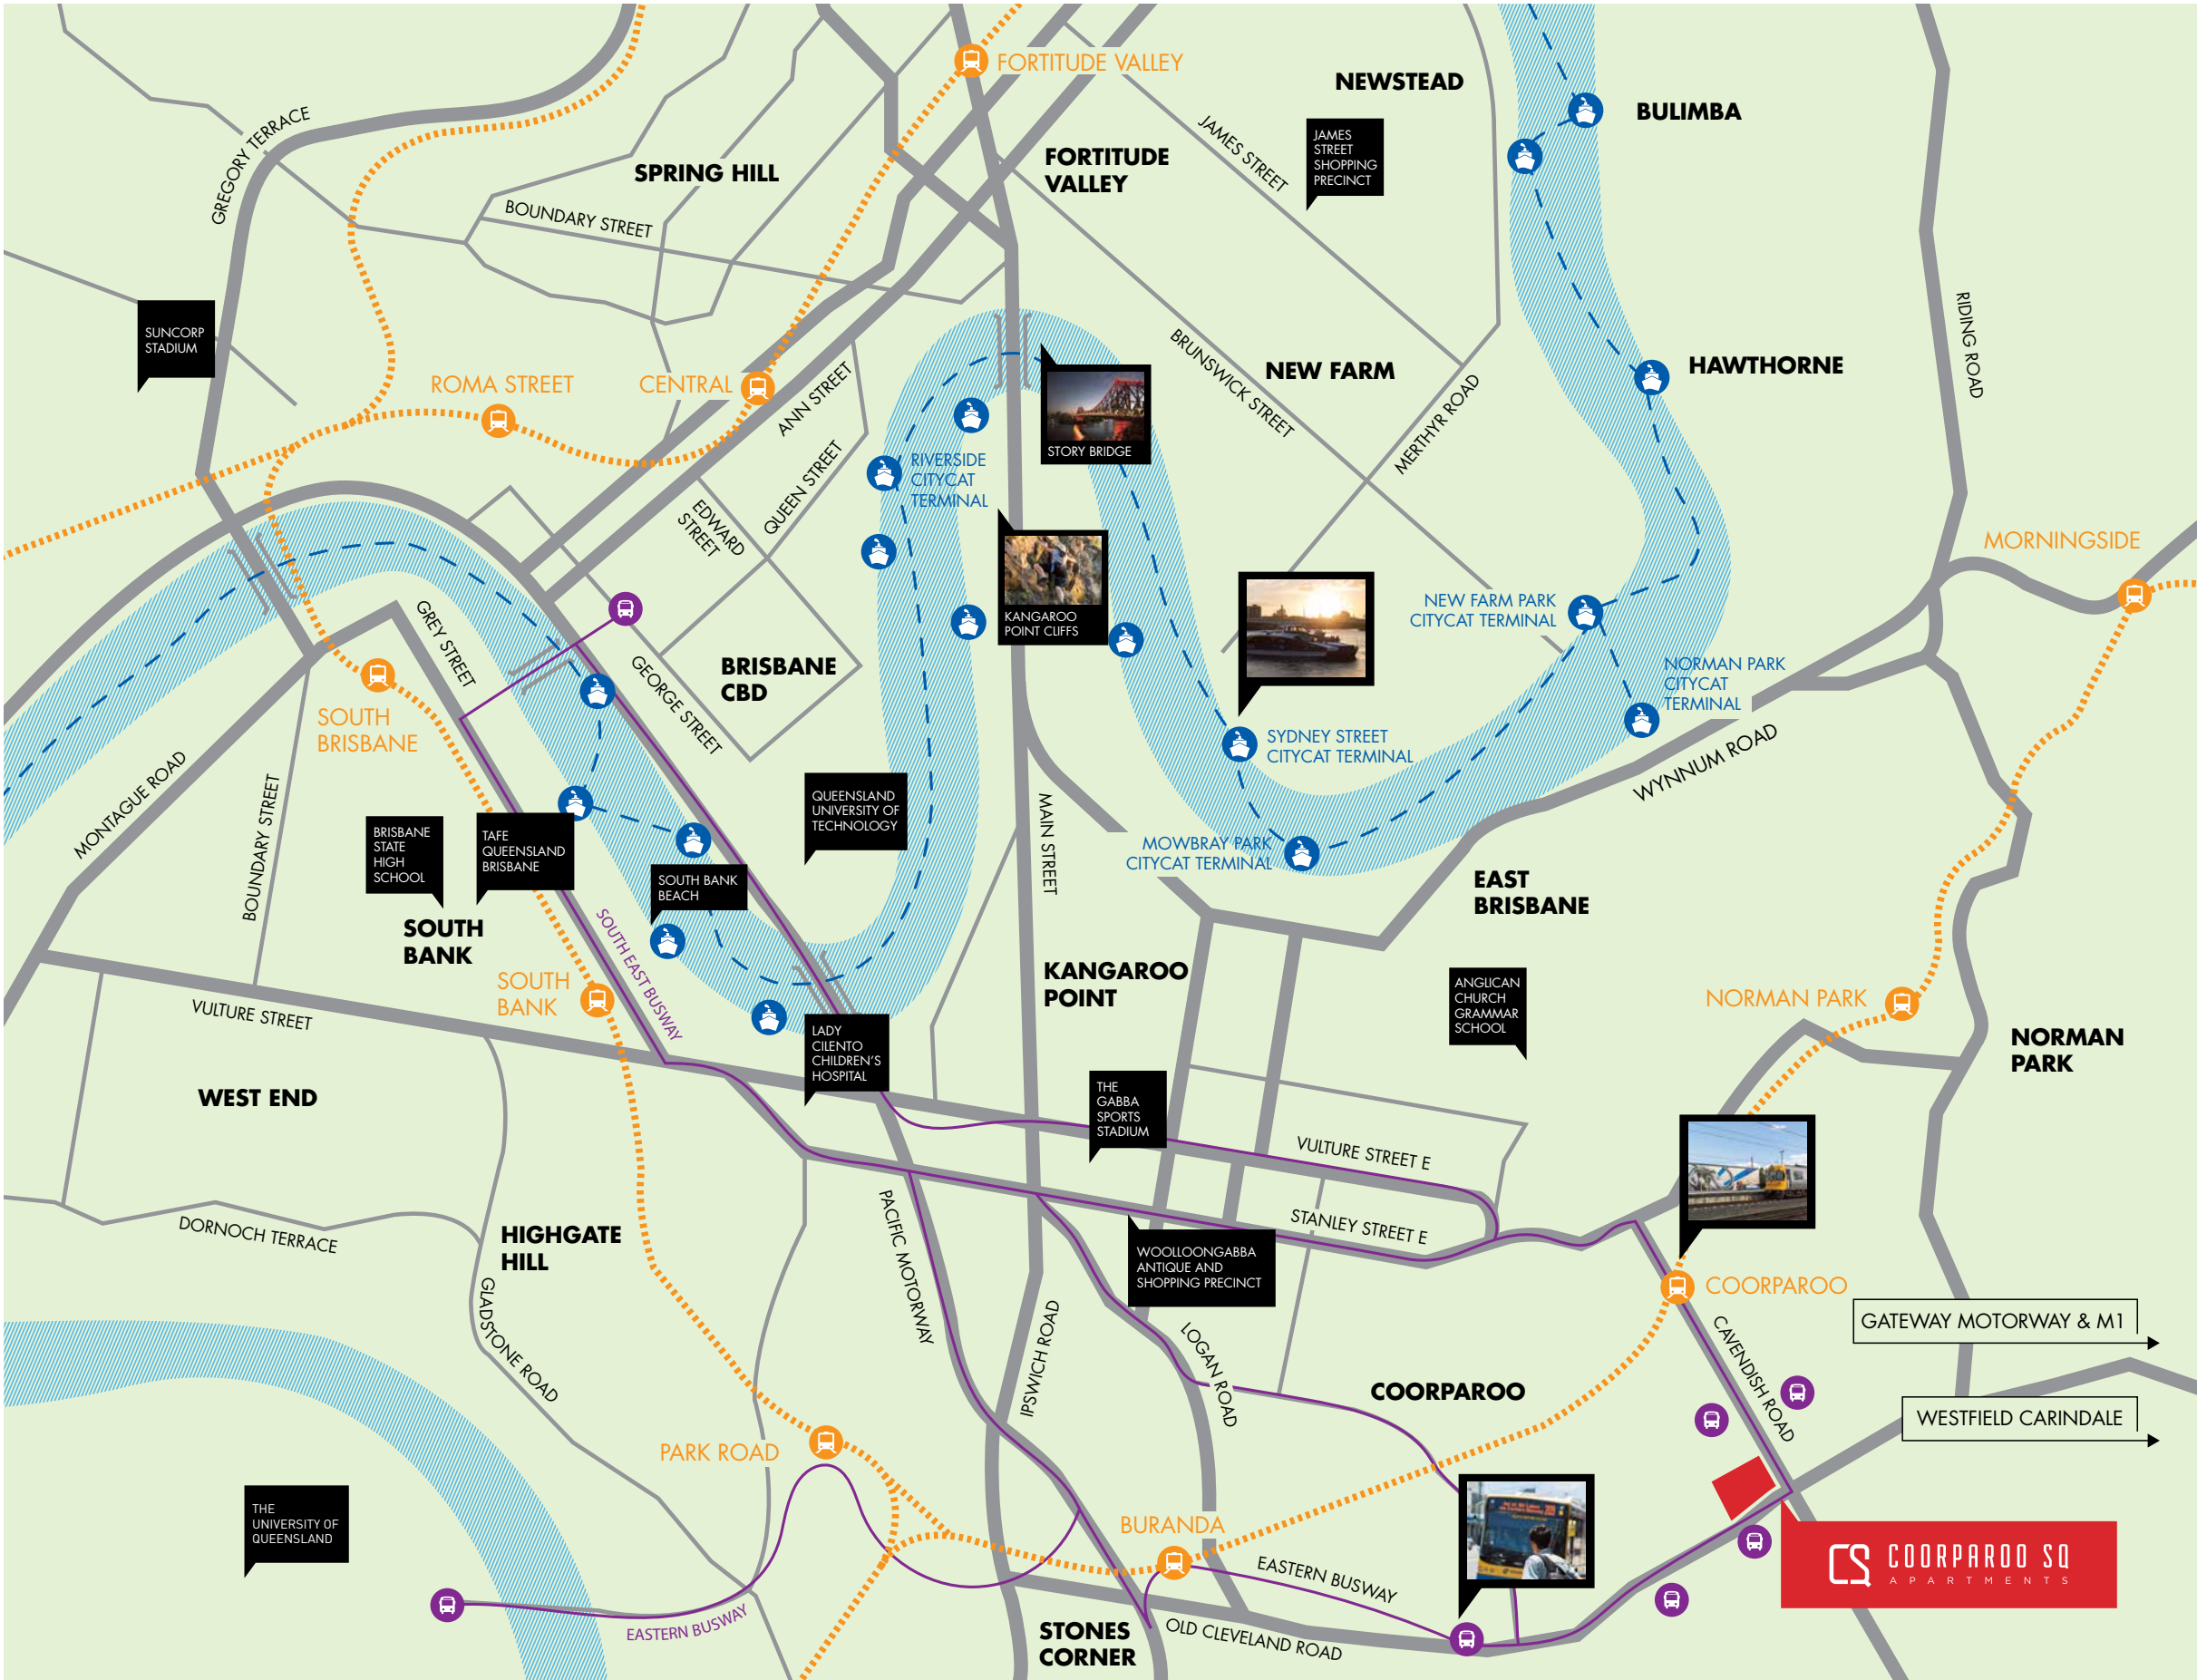 FORTITUDE VALLEY
NEWSTEAD
BULIMBA
GREGORY TERRACE
JAMES STREET
JAMES
STREET
SHOPPING
PRECINCT
SPRING HILL
FORTITUDE
VALLEY
BOUNDARY STREET
RIDING ROAD
SUNCORP
STADIUM
BRUNSWICK STREET
NEW FARM
HAWTHORNE
ROMA STREET
CENTRAL
ANN STREET
MERTHYR ROAD
STORY BRIDGE
RIVERSIDE
CITYCAT
TERMINAL
QUEEN STREET
EDWARD
STREET
MORNINGSIDE
KANGAROO
POINT CLIFFS
GREY STREET
NEW FARM PARK
CITYCAT TERMINAL
BRISBANE
CBD
GEORGE STREET
NORMAN PARK
CITYCAT
TERMINAL
SOUTH
BRISBANE
SYDNEY STREET
CITYCAT TERMINAL
WYNNUM ROAD
MONTAGUE ROAD
BOUNDARY STREET
QUEENSLAND
UNIVERSITY OF
TECHNOLOGY
MAIN STREET
BRISBANE
STATE
HIGH
SCHOOL
TAFE
QUEENSLAND
BRISBANE
MOWBRAY PARK
CITYCAT TERMINAL
SOUTH BANK
BEACH
EAST
BRISBANE
SOUTH
BANK
SOUTH EAST BUSWAY
KANGAROO
POINT
SOUTH
BANK
ANGLICAN
CHURCH
GRAMMAR
SCHOOL
NORMAN PARK
VULTURE STREET
LADY
CILENTO
CHILDREN'S
HOSPITAL
NORMAN
PARK
WEST END
THE
GABBA
SPORTS
STADIUM
VULTURE STREET E
STANLEY STREET E
DORNOCH TERRACE
HIGHGATE
HILL
PACIFIC MOTORWAY
WOOLLOONGABBA
ANTIQUE AND
SHOPPING PRECINCT
COORPAROO
GLADSTONE ROAD
IPSWICH ROAD
LOGAN ROAD
CAVENDISH ROAD
GATEWAY MOTORWAY & M1
COORPAROO
WESTFIELD CARINDALE
PARK ROAD
THE
UNIVERSITY OF
QUEENSLAND
BURANDA
EASTERN BUSWAY
COORPAROO SQ
APARTMENTS
EASTERN BUSWAY
STONES
CORNER
OLD CLEVELAND ROAD
CS